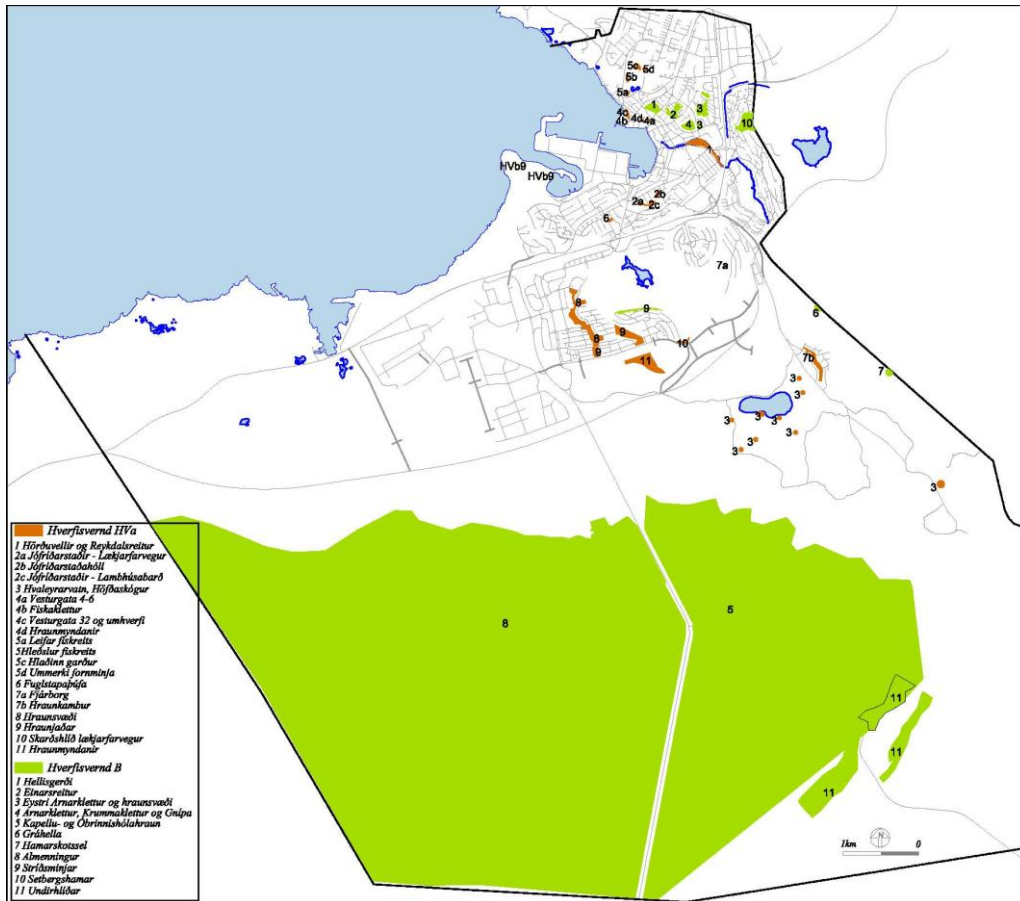 5c 5d
5b
5a
4c
4b 4d 4a
1 2 3
4 3
10
1
HVb9
HVb9
2b
2a 2c
6
7a
8
9
9
8
9
10
11
6
7b
7
3
3
3
3
3
3
3
3
3
8
5
11
11
11
1km 0
N
Hverfisvernd HVa
1 Hörðuvellir og Reykdalsreitur
2a Jófríðarstaðir - Lækjarfarvegur
2b Jófríðarstaðahóll
2c Jófríðarstaðir - Lambhúsabarð
3 Hvaleyrarvatn, Höfðaskógur
4a Vesturgata 4-6
4b Fiskaklettur
4c Vesturgata 32 og umhverfi
4d Hraunmyndanir
5a Leifar fiskreits
5Hleðslur fiskreits
5c Hlaðinn garður
5d Ummerki fornminja
6 Fuglstapaþúfa
7a Fjárborg
7b Hraunkambur
8 Hraunsvæði
9 Hraunjaðar
10 Skarðshlíð lækjarfarvegur
11 Hraunmyndanir
Hverfisvernd B
1 Hellisgerði
2 Einarsreitur
3 Eystri Arnarklettur og hraunsvæði
4 Arnarklettur, Krummaklettur og Gnípa
5 Kapellu- og Óbrinnishólahraun
6 Gráhella
7 Hamarskotssel
8 Almenningur
9 Stríðsminjar
10 Setbergshamar
11 Undirhlíðar